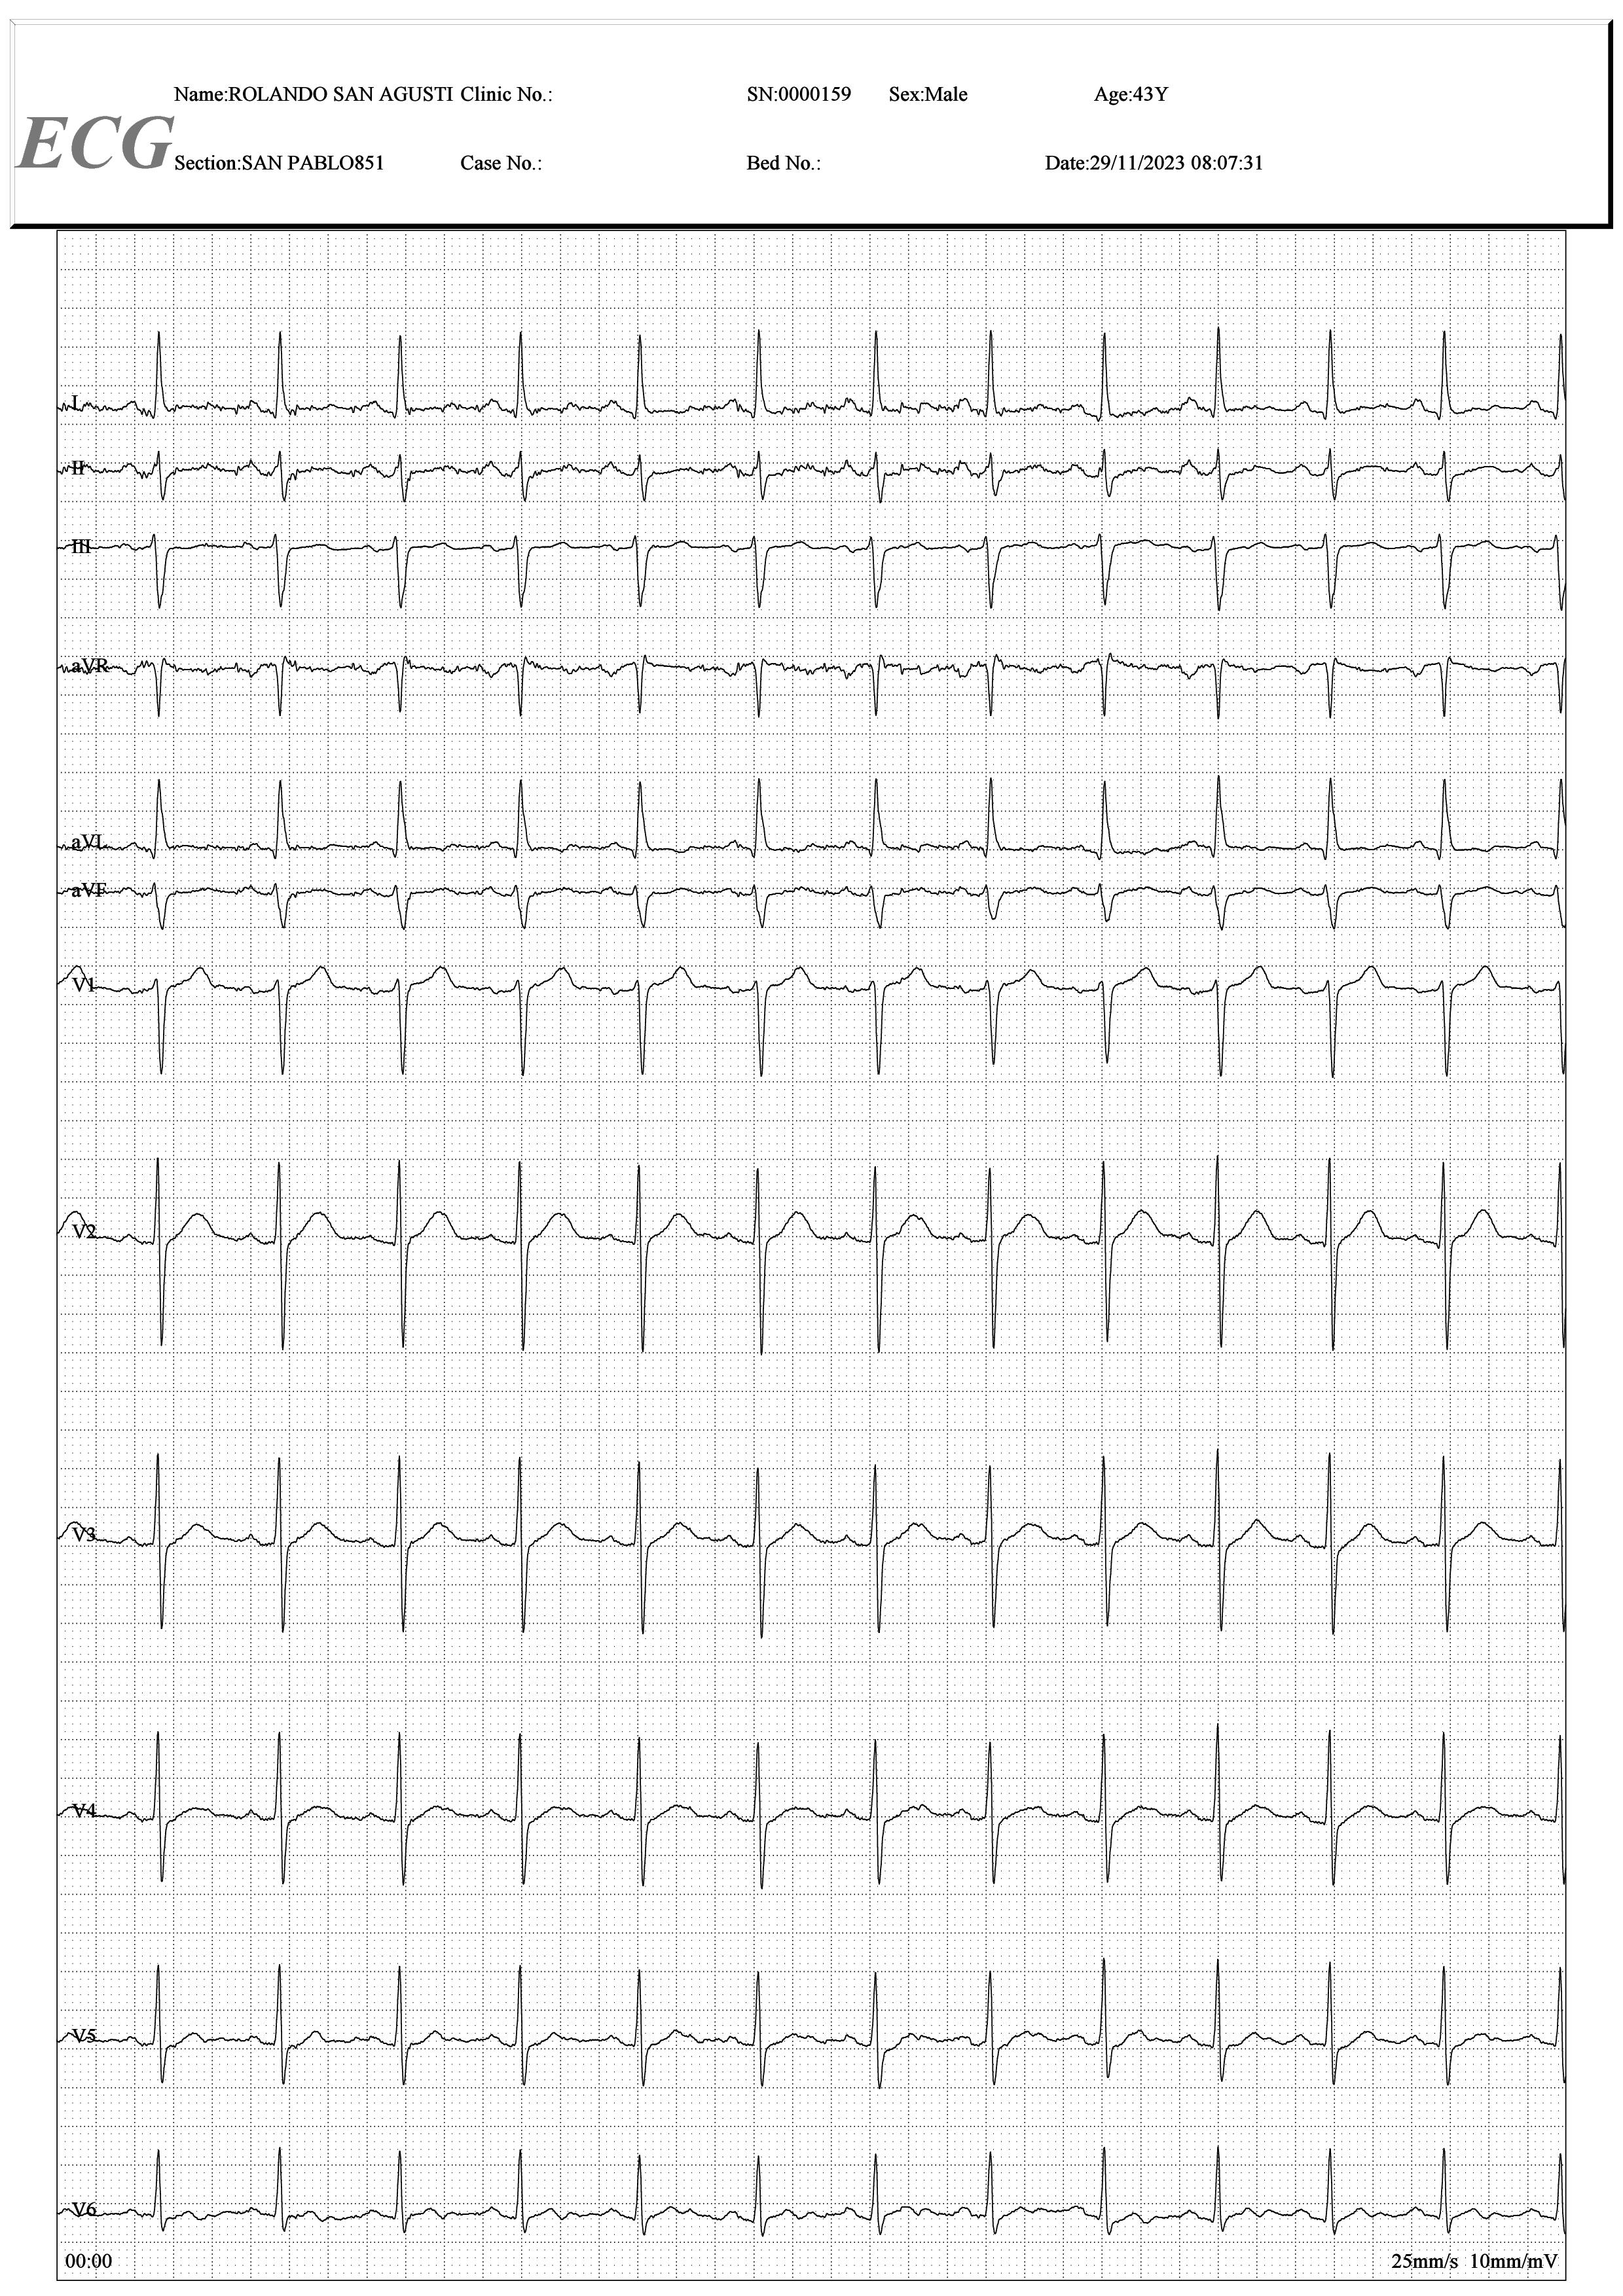 Name:ROLANDO SAN AGUSTI Clinic No.: SN:0000159 Sex:Male Age:43Y
ECG
Section:SAN PABLO851 Case No.: Bed No.: Date:29/11/2023 08:07:31
I
II
III
aVR
aVL
aVF
V1
V2
V3
V4
V5
V6
00:00 25mm/s 10mm/mV